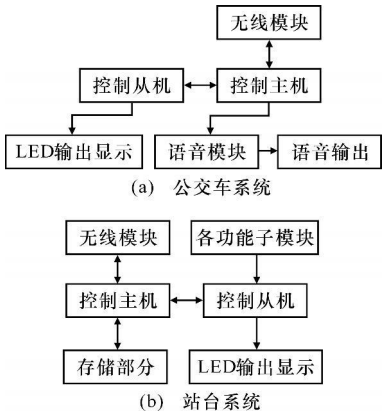 无线模块
控制从机 控制主机
LED输出显示 语音模块 语音输出
(a) 公交车系统
无线模块 各功能子模块
控制主机 控制从机
存储部分 LED输出显示
(b) 站台系统